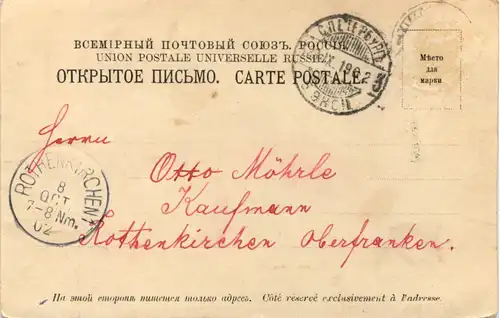 ВСЕМІРНЫЙ ПОЧТОВЫЙ СОЮЗЪ. РОССІЯ.
UNION POSTALE UNIVERSELLE RUSSIE.
ОТКРЫТОЕ ПИСЬМО. CARTE POSTALE.
Мѣсто
для
марки.
С.ПЕТЕРБУРГЪ
Herrn
Otto Möhrle
Kaufmann
Rothenkirchen Oberfranken.
ROTHENKIRCHEN
8
OCT
7-8 Nm.
02
На этой сторонѣ пишется только адресъ. Côté réservé exclusivement à l'adresse.